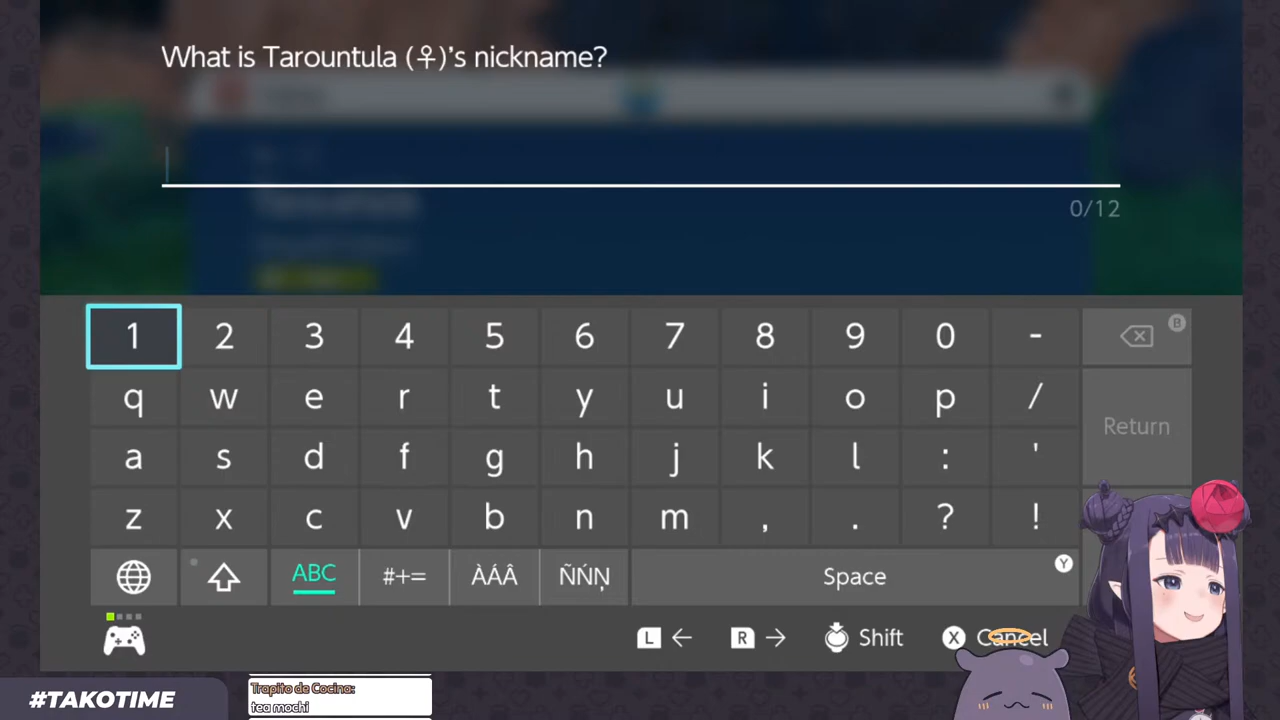 What is Tarountula (♀)'s nickname?
0/12
1 2 3 4 5 6 7 8 9 0 -
q w e r t y u i o p /
Return
a s d f g h j k l : '
z x c v b n m , . ? !
ABC #+= ÀÁÂ ÑŃŅ Space
L ← R → Shift X Cancel
B
Y
#TAKOTIME
Trapito de Cocina:
tea mochi